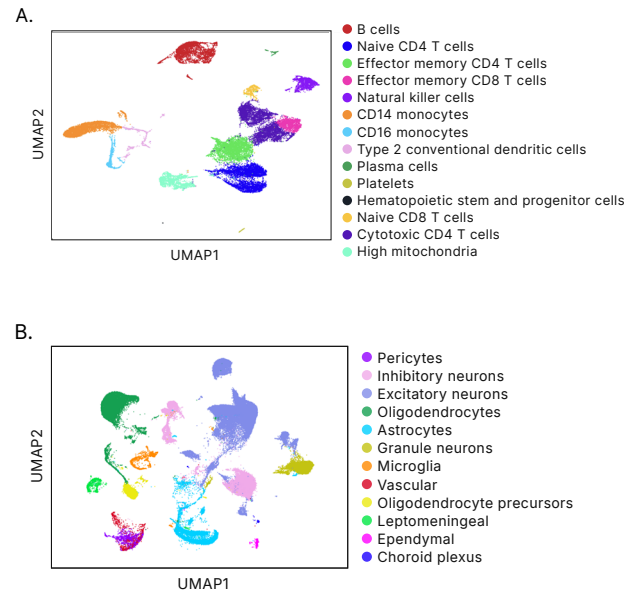 A.
B cells
Naive CD4 T cells
Effector memory CD4 T cells
Effector memory CD8 T cells
Natural killer cells
CD14 monocytes
CD16 monocytes
Type 2 conventional dendritic cells
Plasma cells
Platelets
Hematopoietic stem and progenitor cells
Naive CD8 T cells
Cytotoxic CD4 T cells
High mitochondria
UMAP2
UMAP1
B.
Pericytes
Inhibitory neurons
Excitatory neurons
Oligodendrocytes
Astrocytes
Granule neurons
Microglia
Vascular
Oligodendrocyte precursors
Leptomeningeal
Ependymal
Choroid plexus
UMAP2
UMAP1